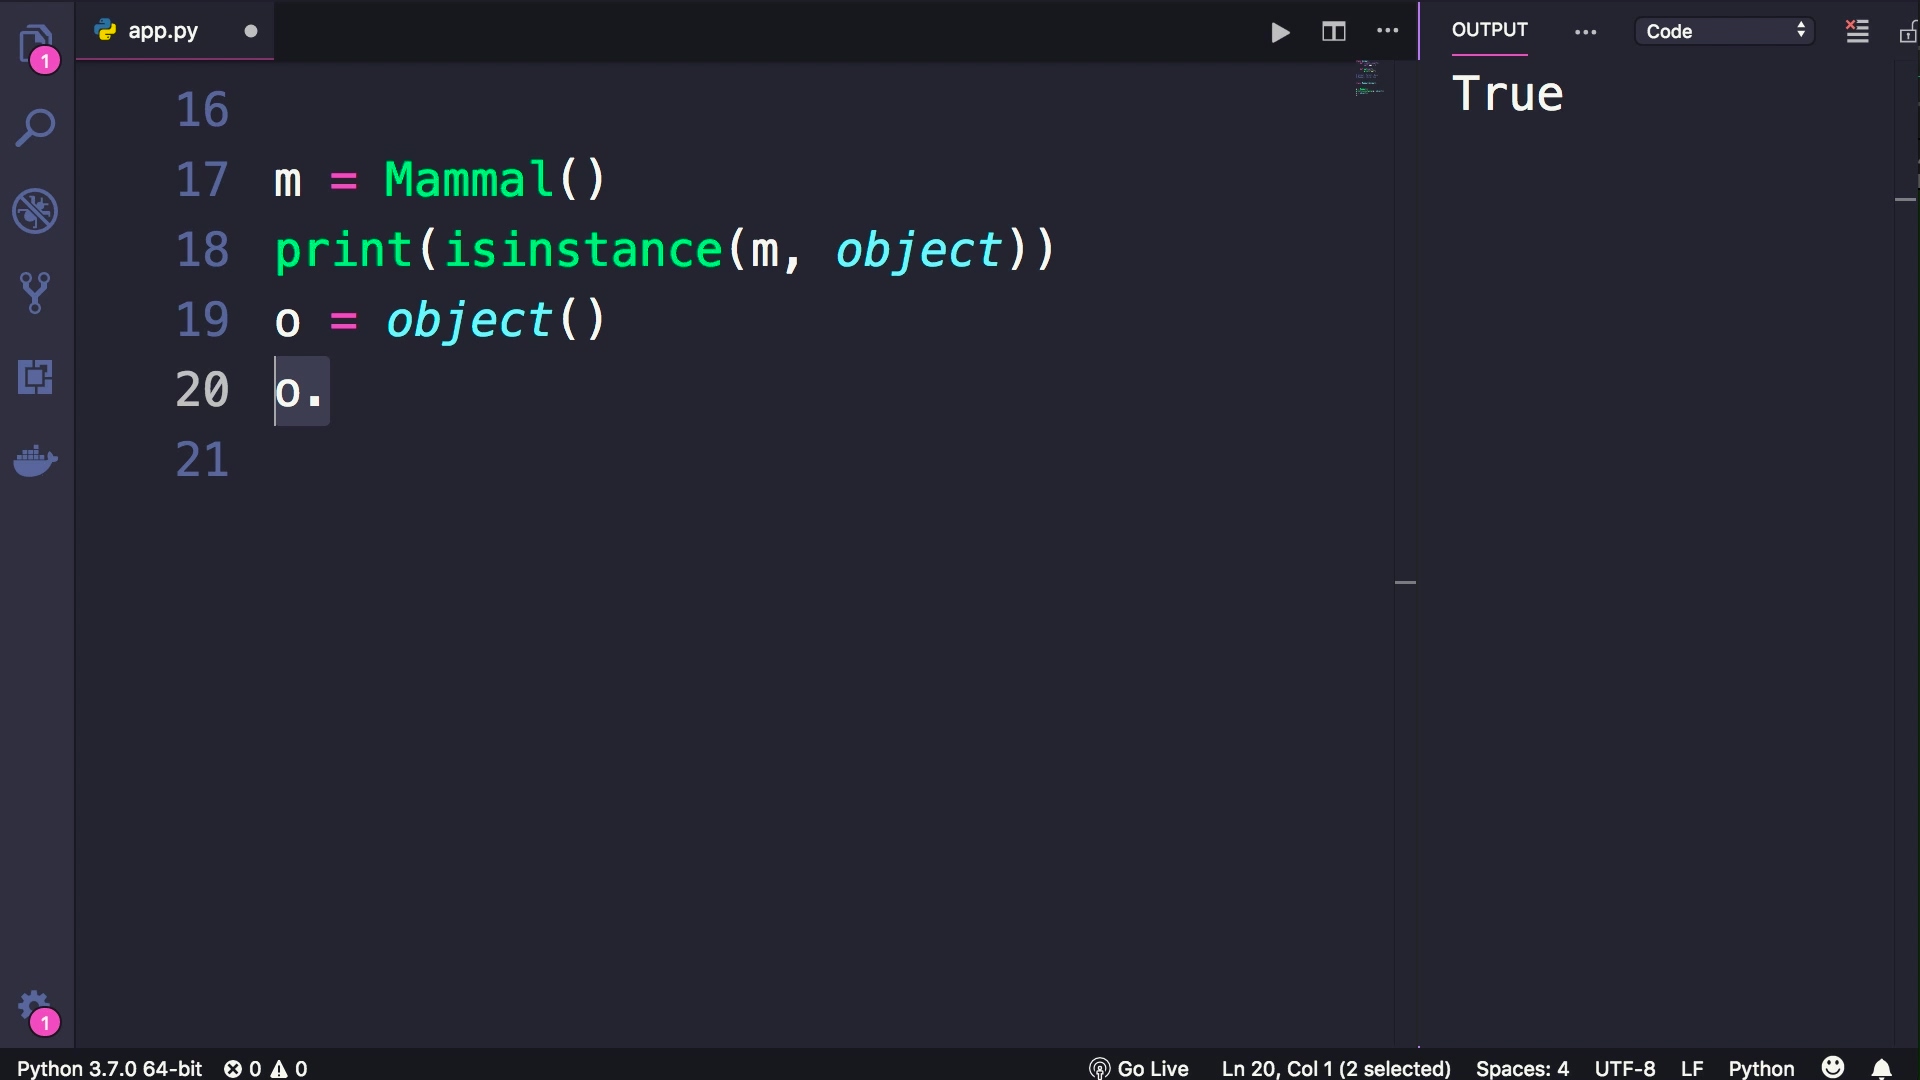 app.py
OUTPUT
Code
1
True
16
17 m = Mammal()
18 print(isinstance(m, object))
19 o = object()
20 o.
21
1
Python 3.7.0 64-bit 0 0 Go Live Ln 20, Col 1 (2 selected) Spaces: 4 UTF-8 LF Python